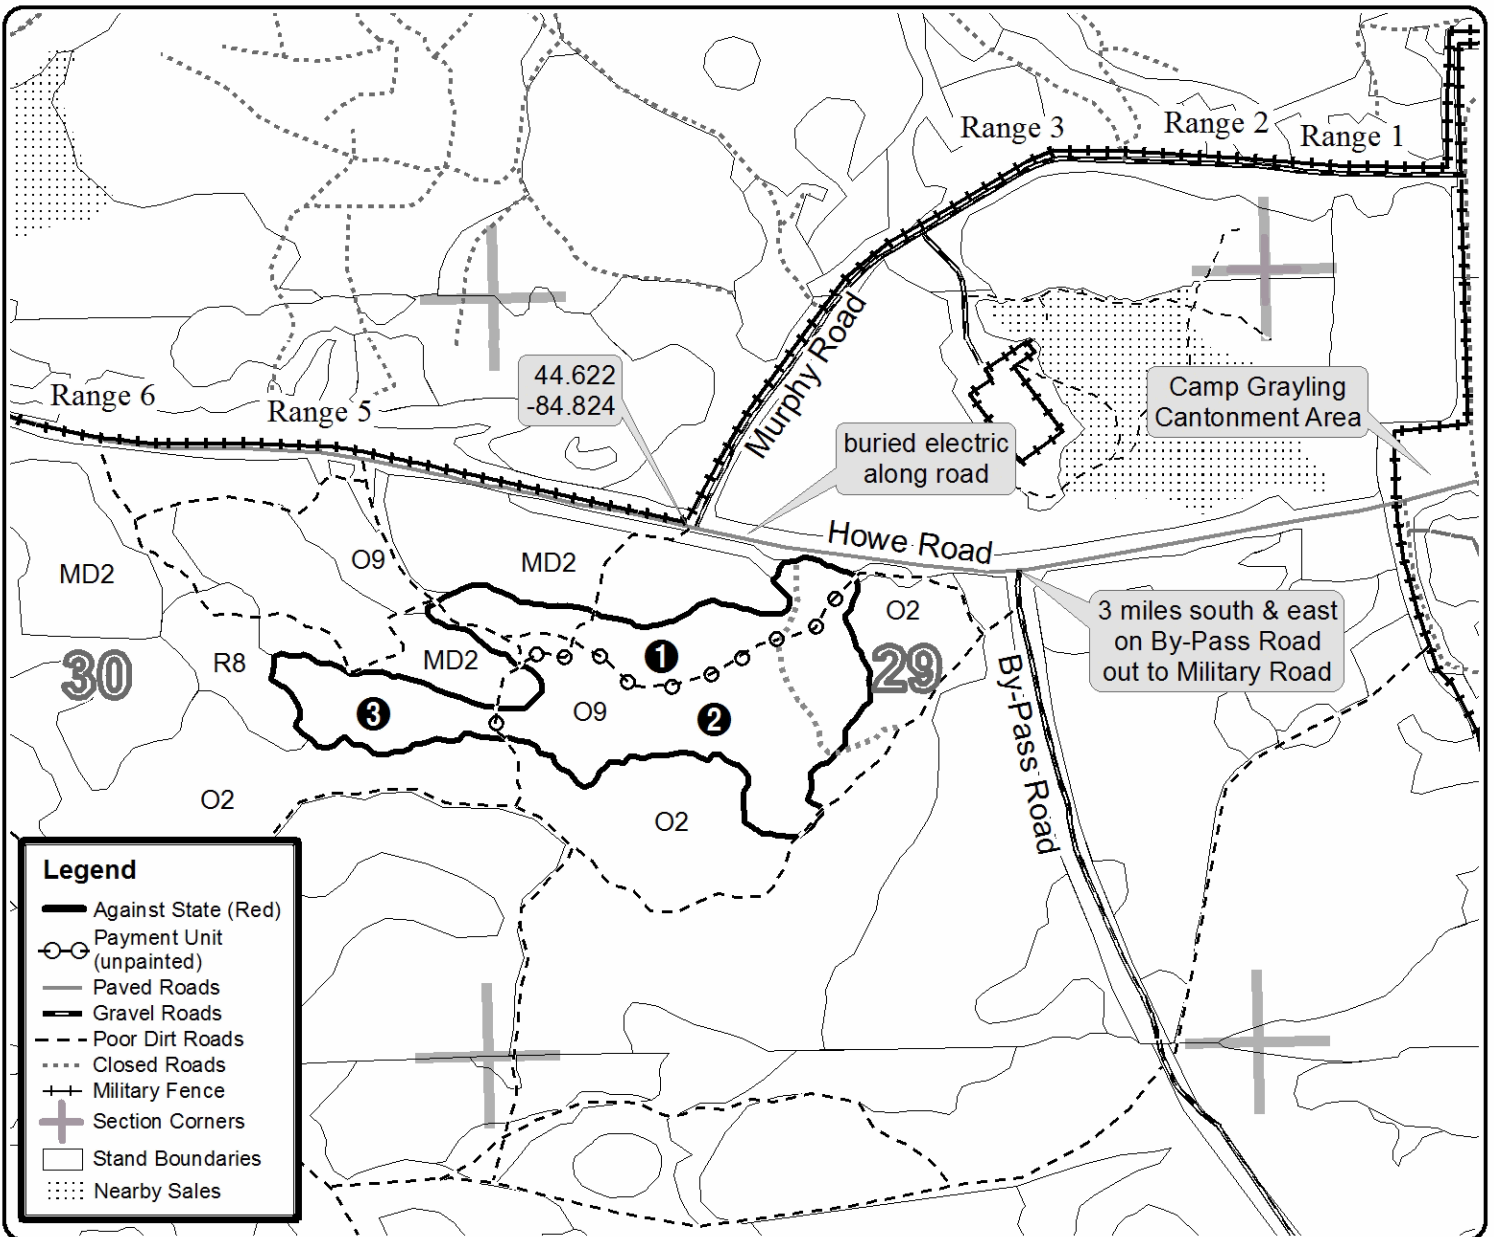 Range 3
Range 2
Range 1
Murphy Road
44.622
-84.824
Range 6
Range 5
Camp Grayling
Cantonment Area
buried electric
along road
Howe Road
MD2
O9
MD2
O2
3 miles south & east
on By-Pass Road
out to Military Road
30
R8
MD2
1
29
3
O9
2
By-Pass Road
O2
O2
Legend
Against State (Red)
Payment Unit
(unpainted)
Paved Roads
Gravel Roads
Poor Dirt Roads
Closed Roads
Military Fence
Section Corners
Stand Boundaries
Nearby Sales